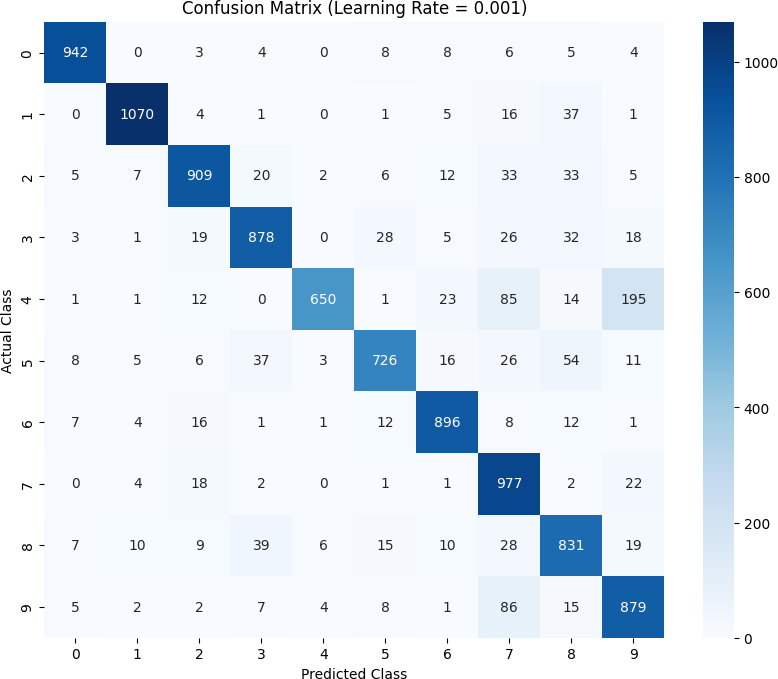 Confusion Matrix (Learning Rate = 0.001)
Actual Class
0 942 0 3 4 0 8 8 6 5 4
1 0 1070 4 1 0 1 5 16 37 1
2 5 7 909 20 2 6 12 33 33 5
3 3 1 19 878 0 28 5 26 32 18
4 1 1 12 0 650 1 23 85 14 195
5 8 5 6 37 3 726 16 26 54 11
6 7 4 16 1 1 12 896 8 12 1
7 0 4 18 2 0 1 1 977 2 22
8 7 10 9 39 6 15 10 28 831 19
9 5 2 2 7 4 8 1 86 15 879
0 1 2 3 4 5 6 7 8 9
Predicted Class
1000
800
600
400
200
0